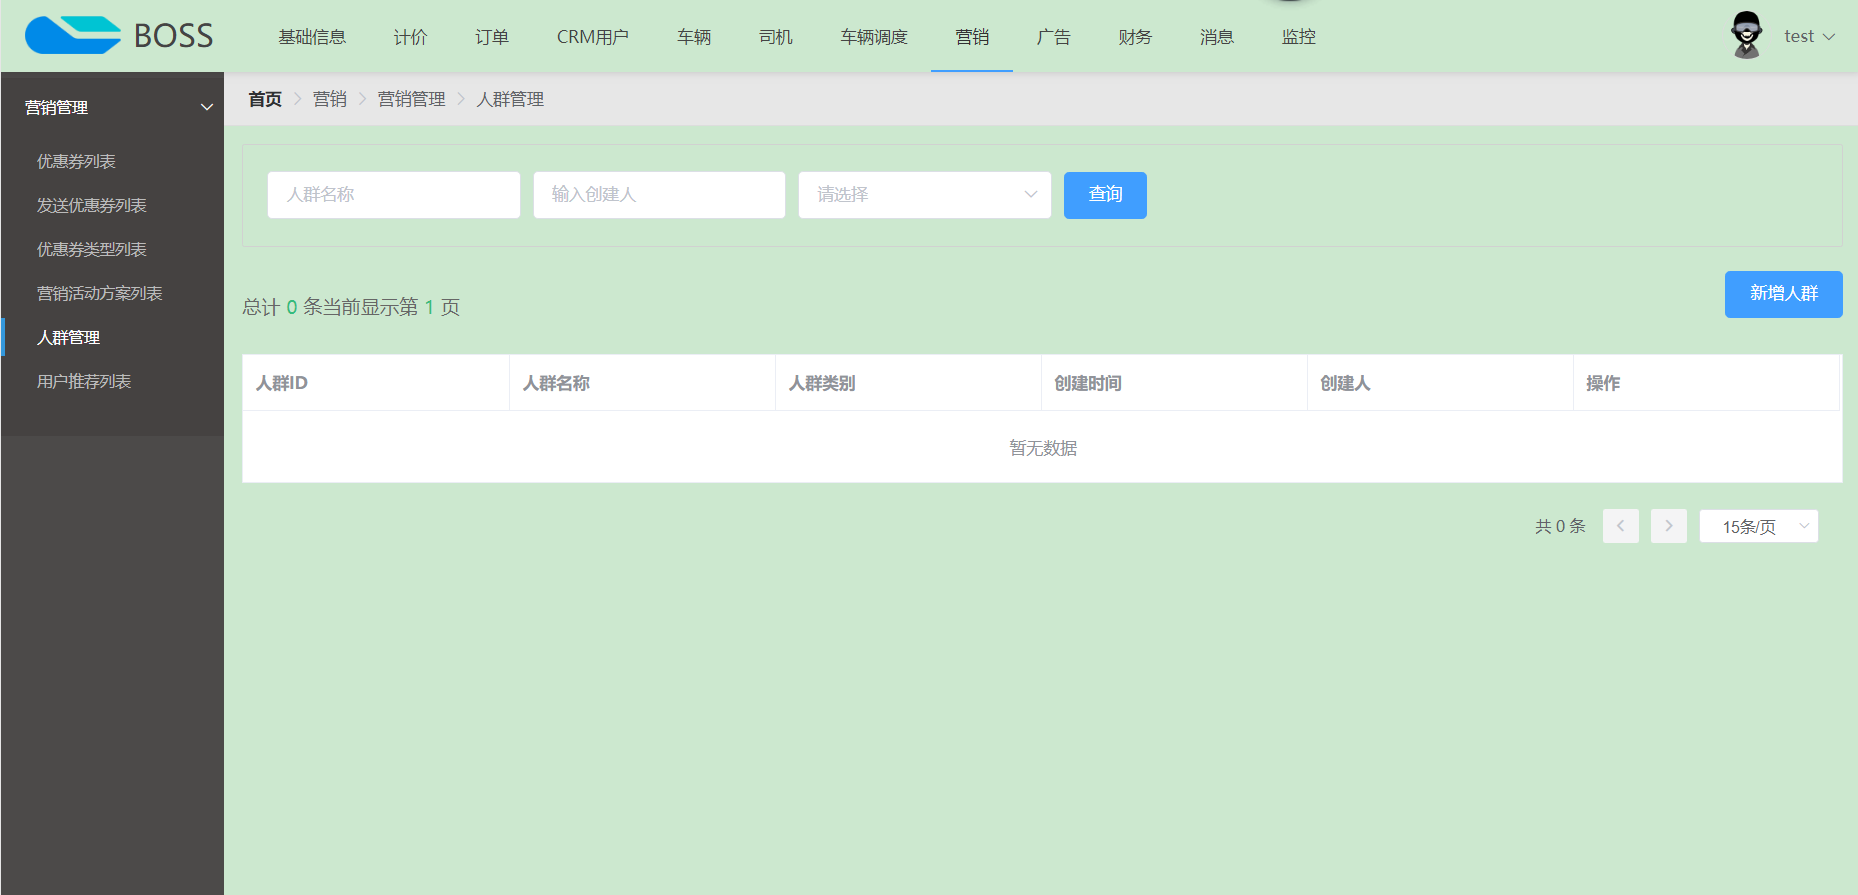 BOSS 基础信息 计价 订单 CRM用户 车辆 司机 车辆调度 营销 广告 财务 消息 监控 test
营销管理
优惠券列表
发送优惠券列表
优惠券类型列表
营销活动方案列表
人群管理
用户推荐列表
首页 营销 营销管理 人群管理
人群名称 输入创建人 请选择 查询
总计 0 条当前显示第 1 页
新增人群
人群ID 人群名称 人群类别 创建时间 创建人 操作
暂无数据
共 0 条 15条/页